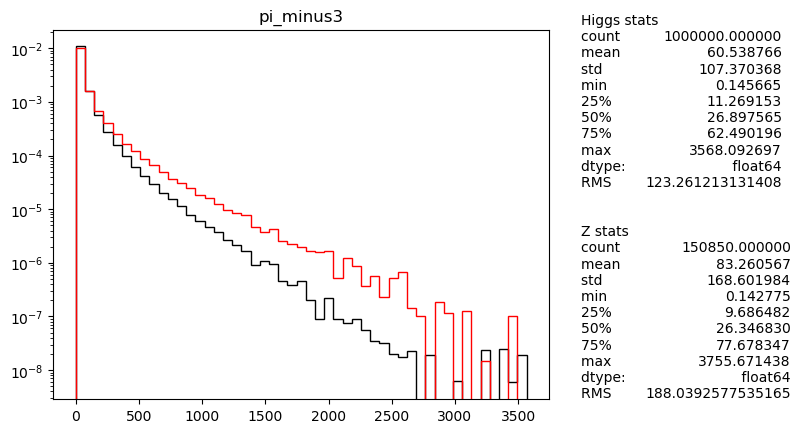 pi_minus3
10⁻²
10⁻³
10⁻⁴
10⁻⁵
10⁻⁶
10⁻⁷
10⁻⁸
0 500 1000 1500 2000 2500 3000 3500
Higgs stats
count 1000000.000000
mean 60.538766
std 107.370368
min 0.145665
25% 11.269153
50% 26.897565
75% 62.490196
max 3568.092697
dtype: float64
RMS 123.261213131408
Z stats
count 150850.000000
mean 83.260567
std 168.601984
min 0.142775
25% 9.686482
50% 26.346830
75% 77.678347
max 3755.671438
dtype: float64
RMS 188.0392577535165